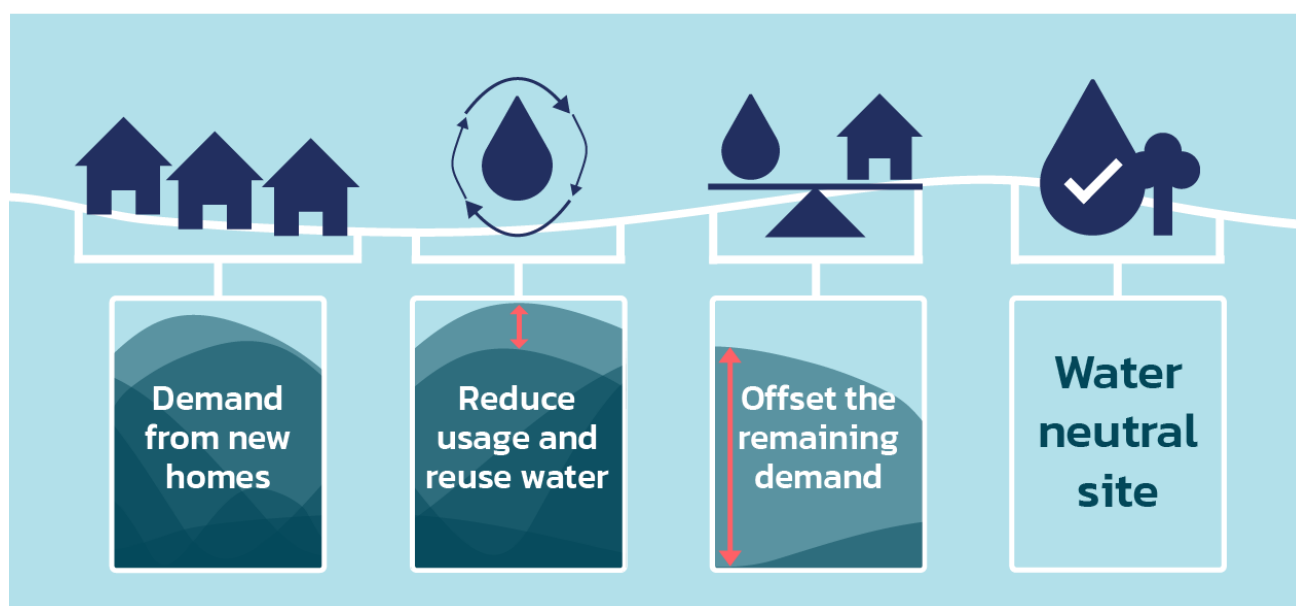 Demand
from new
homes
Reduce
usage and
reuse water
Offset the
remaining
demand
Water
neutral
site